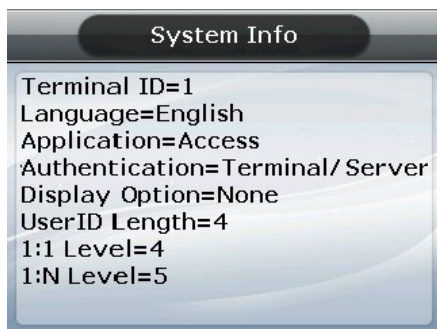 System Info
Terminal ID=1
Language=English
Application=Access
Authentication=Terminal/Server
Display Option=None
UserID Length=4
1:1 Level=4
1:N Level=5